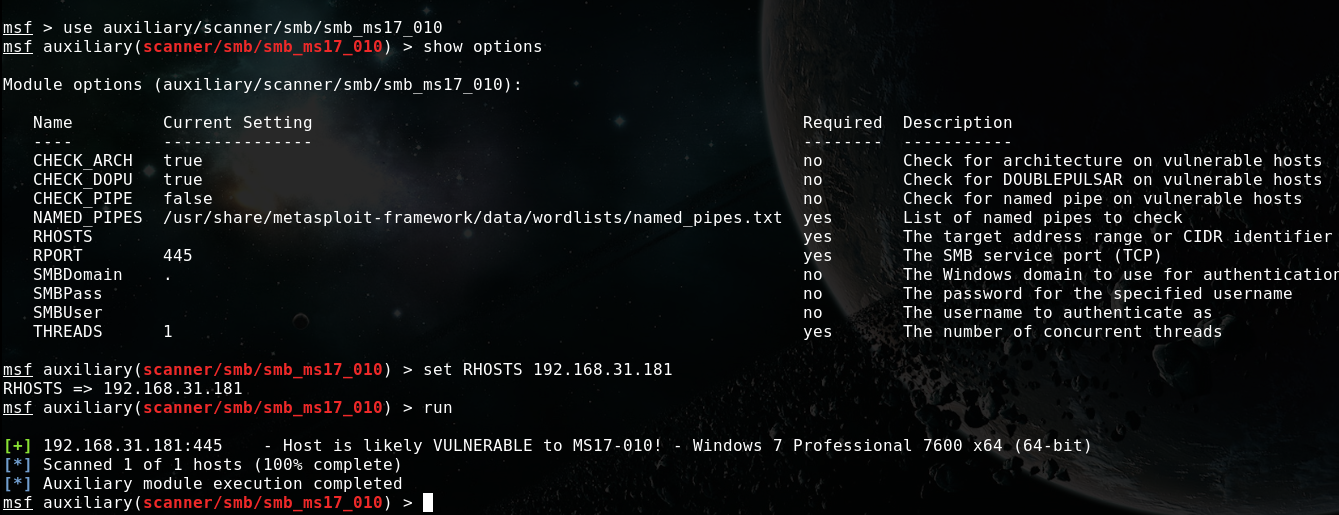 msf > use auxiliary/scanner/smb/smb_ms17_010
msf auxiliary(scanner/smb/smb_ms17_010) > show options
Module options (auxiliary/scanner/smb/smb_ms17_010):
Name Current Setting Required Description
---- --------------- -------- -----------
CHECK_ARCH true no Check for architecture on vulnerable hosts
CHECK_DOPU true no Check for DOUBLEPULSAR on vulnerable hosts
CHECK_PIPE false no Check for named pipe on vulnerable hosts
NAMED_PIPES /usr/share/metasploit-framework/data/wordlists/named_pipes.txt yes List of named pipes to check
RHOSTS yes The target address range or CIDR identifier
RPORT 445 yes The SMB service port (TCP)
SMBDomain . no The Windows domain to use for authentication
SMBPass no The password for the specified username
SMBUser no The username to authenticate as
THREADS 1 yes The number of concurrent threads
msf auxiliary(scanner/smb/smb_ms17_010) > set RHOSTS 192.168.31.181
RHOSTS => 192.168.31.181
msf auxiliary(scanner/smb/smb_ms17_010) > run
[+] 192.168.31.181:445 - Host is likely VULNERABLE to MS17-010! - Windows 7 Professional 7600 x64 (64-bit)
[*] Scanned 1 of 1 hosts (100% complete)
[*] Auxiliary module execution completed
msf auxiliary(scanner/smb/smb_ms17_010) >